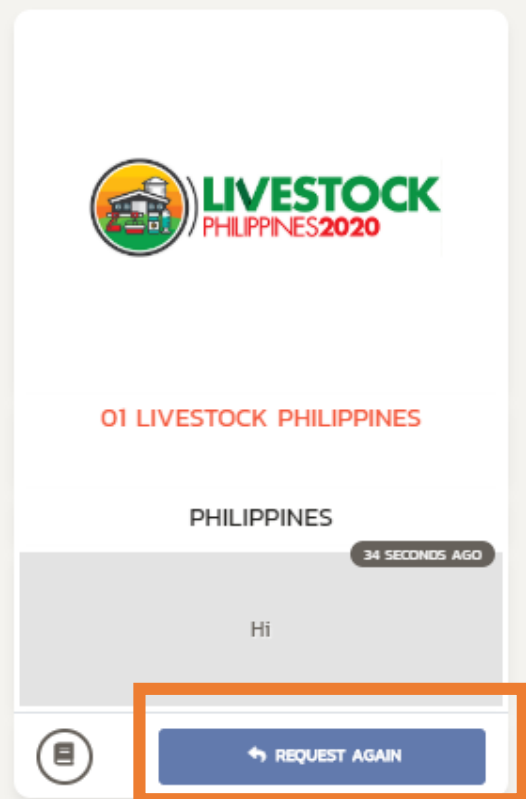 LIVESTOCK
PHILIPPINES2020
01 LIVESTOCK PHILIPPINES
PHILIPPINES
34 SECONDS AGO
Hi
REQUEST AGAIN